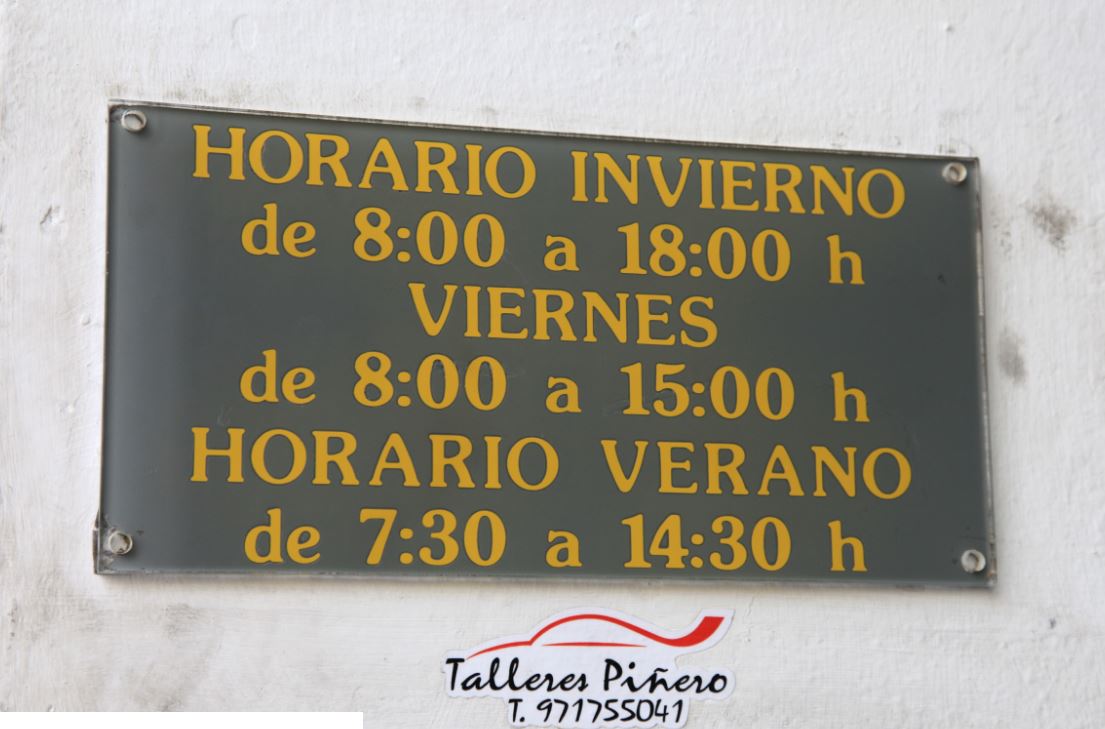 HORARIO INVIERNO
de 8:00 a 18:00 h
VIERNES
de 8:00 a 15:00 h
HORARIO VERANO
de 7:30 a 14:30 h
Talleres Piñero
T. 971755041